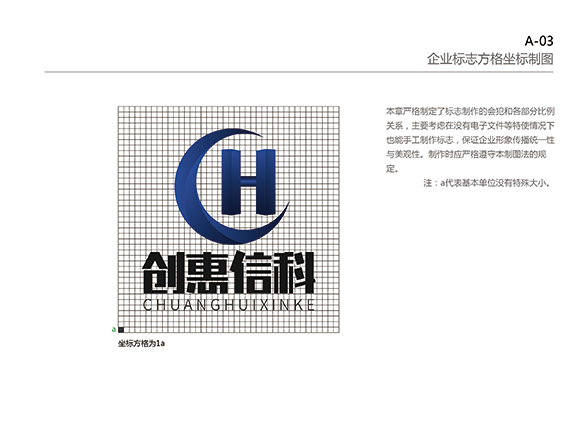 A-03
企业标志方格坐标制图
本章严格制定了标志制作的会犯和各部分比例
关系，主要考虑在没有电子文件等特使情况下
也能手工制作标志，保证企业形象传播统一性
与美观性。制作时应严格遵守本制图法的规
定。
注：a代表基本单位没有特殊大小。
H
创惠信科
CHUANGHUIXINKE
a
坐标方格为1a